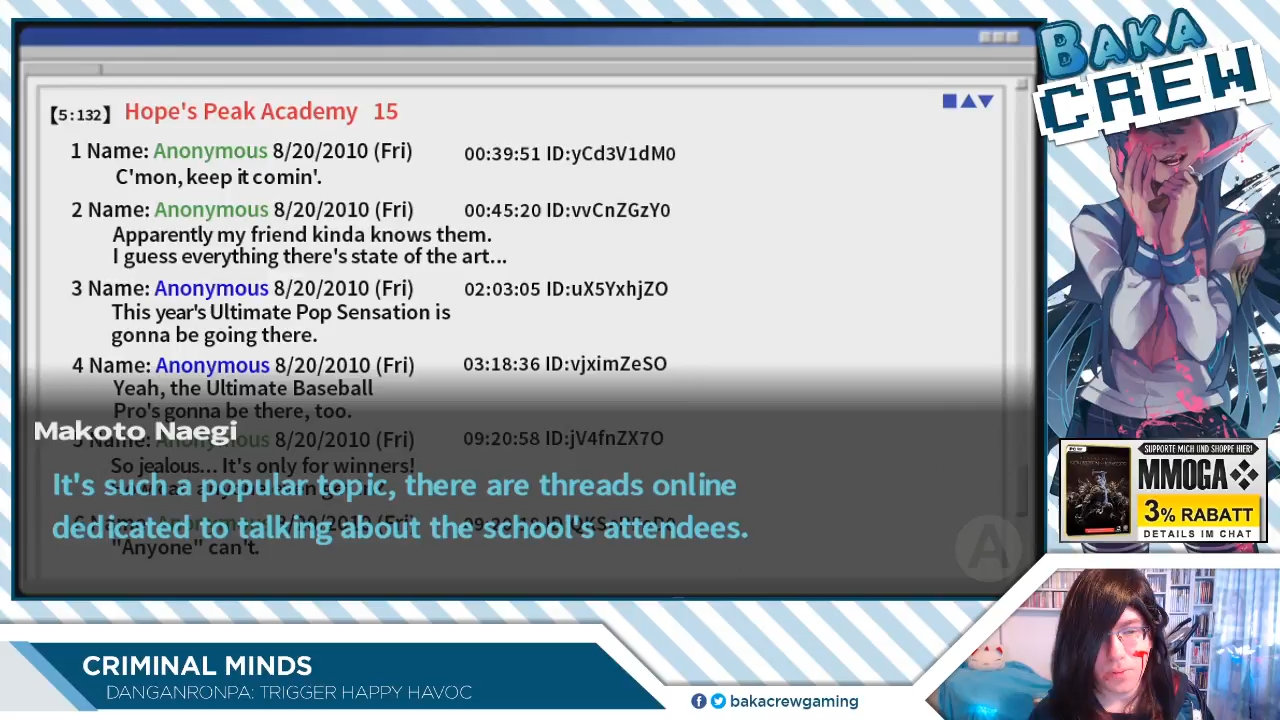 BAKA
CREW
【5:132】 Hope's Peak Academy 15
1 Name: Anonymous 8/20/2010 (Fri) 00:39:51 ID:yCd3V1dM0
C'mon, keep it comin'.
2 Name: Anonymous 8/20/2010 (Fri) 00:45:20 ID:vvCnZGzY0
Apparently my friend kinda knows them.
I guess everything there's state of the art...
3 Name: Anonymous 8/20/2010 (Fri) 02:03:05 ID:uX5YxhjZO
This year's Ultimate Pop Sensation is
gonna be going there.
4 Name: Anonymous 8/20/2010 (Fri) 03:18:36 ID:vjximZeSO
Yeah, the Ultimate Baseball
Pro's gonna be there, too.
Makoto Naegi
8/20/2010 (Fri) 09:20:58 ID:jV4fnZX7O
So jealous... It's only for winners!
It's such a popular topic, there are threads online
dedicated to talking about the school's attendees.
"Anyone" can't.
A
SUPPORTE MICH UND SHOPPE HIER!
MMOGA
3% RABATT
DETAILS IM CHAT
CRIMINAL MINDS
DANGANRONPA: TRIGGER HAPPY HAVOC
bakacrewgaming